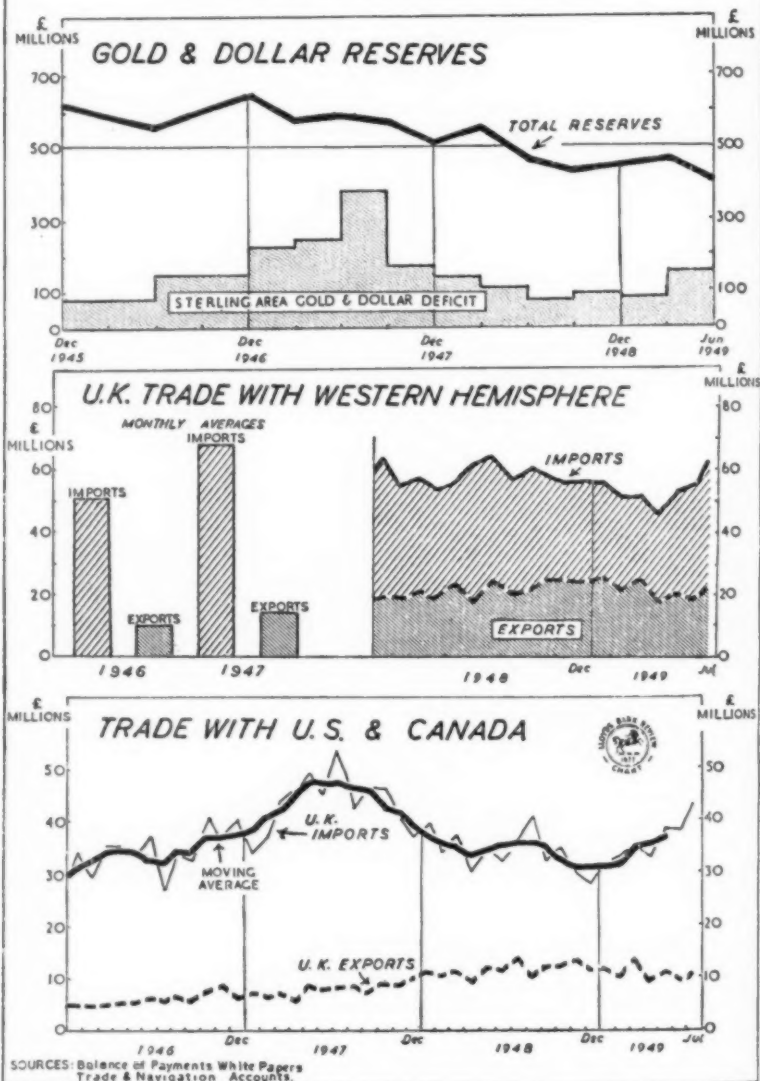 £ £
MILLIONS MILLIONS
GOLD & DOLLAR RESERVES
700 700
TOTAL RESERVES
500 500
300 300
100 100
STERLING AREA GOLD & DOLLAR DEFICIT
0 0
Dec Dec Dec Dec Jun
1945 1946 1947 1948 1949
£
MILLIONS
U.K. TRADE WITH WESTERN HEMISPHERE
80 80
£
MILLIONS
MONTHLY AVERAGES
IMPORTS
IMPORTS
60 60
IMPORTS
40 40
20 20
EXPORTS
EXPORTS
EXPORTS
0 0
1946 1947 1948 Dec 1949 Jul
£ £
MILLIONS MILLIONS
TRADE WITH U.S. & CANADA
LLOYDS BANK REVIEW
CHART
50 50
40 40
U.K.
IMPORTS
MOVING
AVERAGE
30 30
20 20
U.K. EXPORTS
10 10
0 0
Dec Dec Dec Jul
1946 1947 1948 1949
SOURCES: Balance of Payments White Papers
Trade & Navigation Accounts.